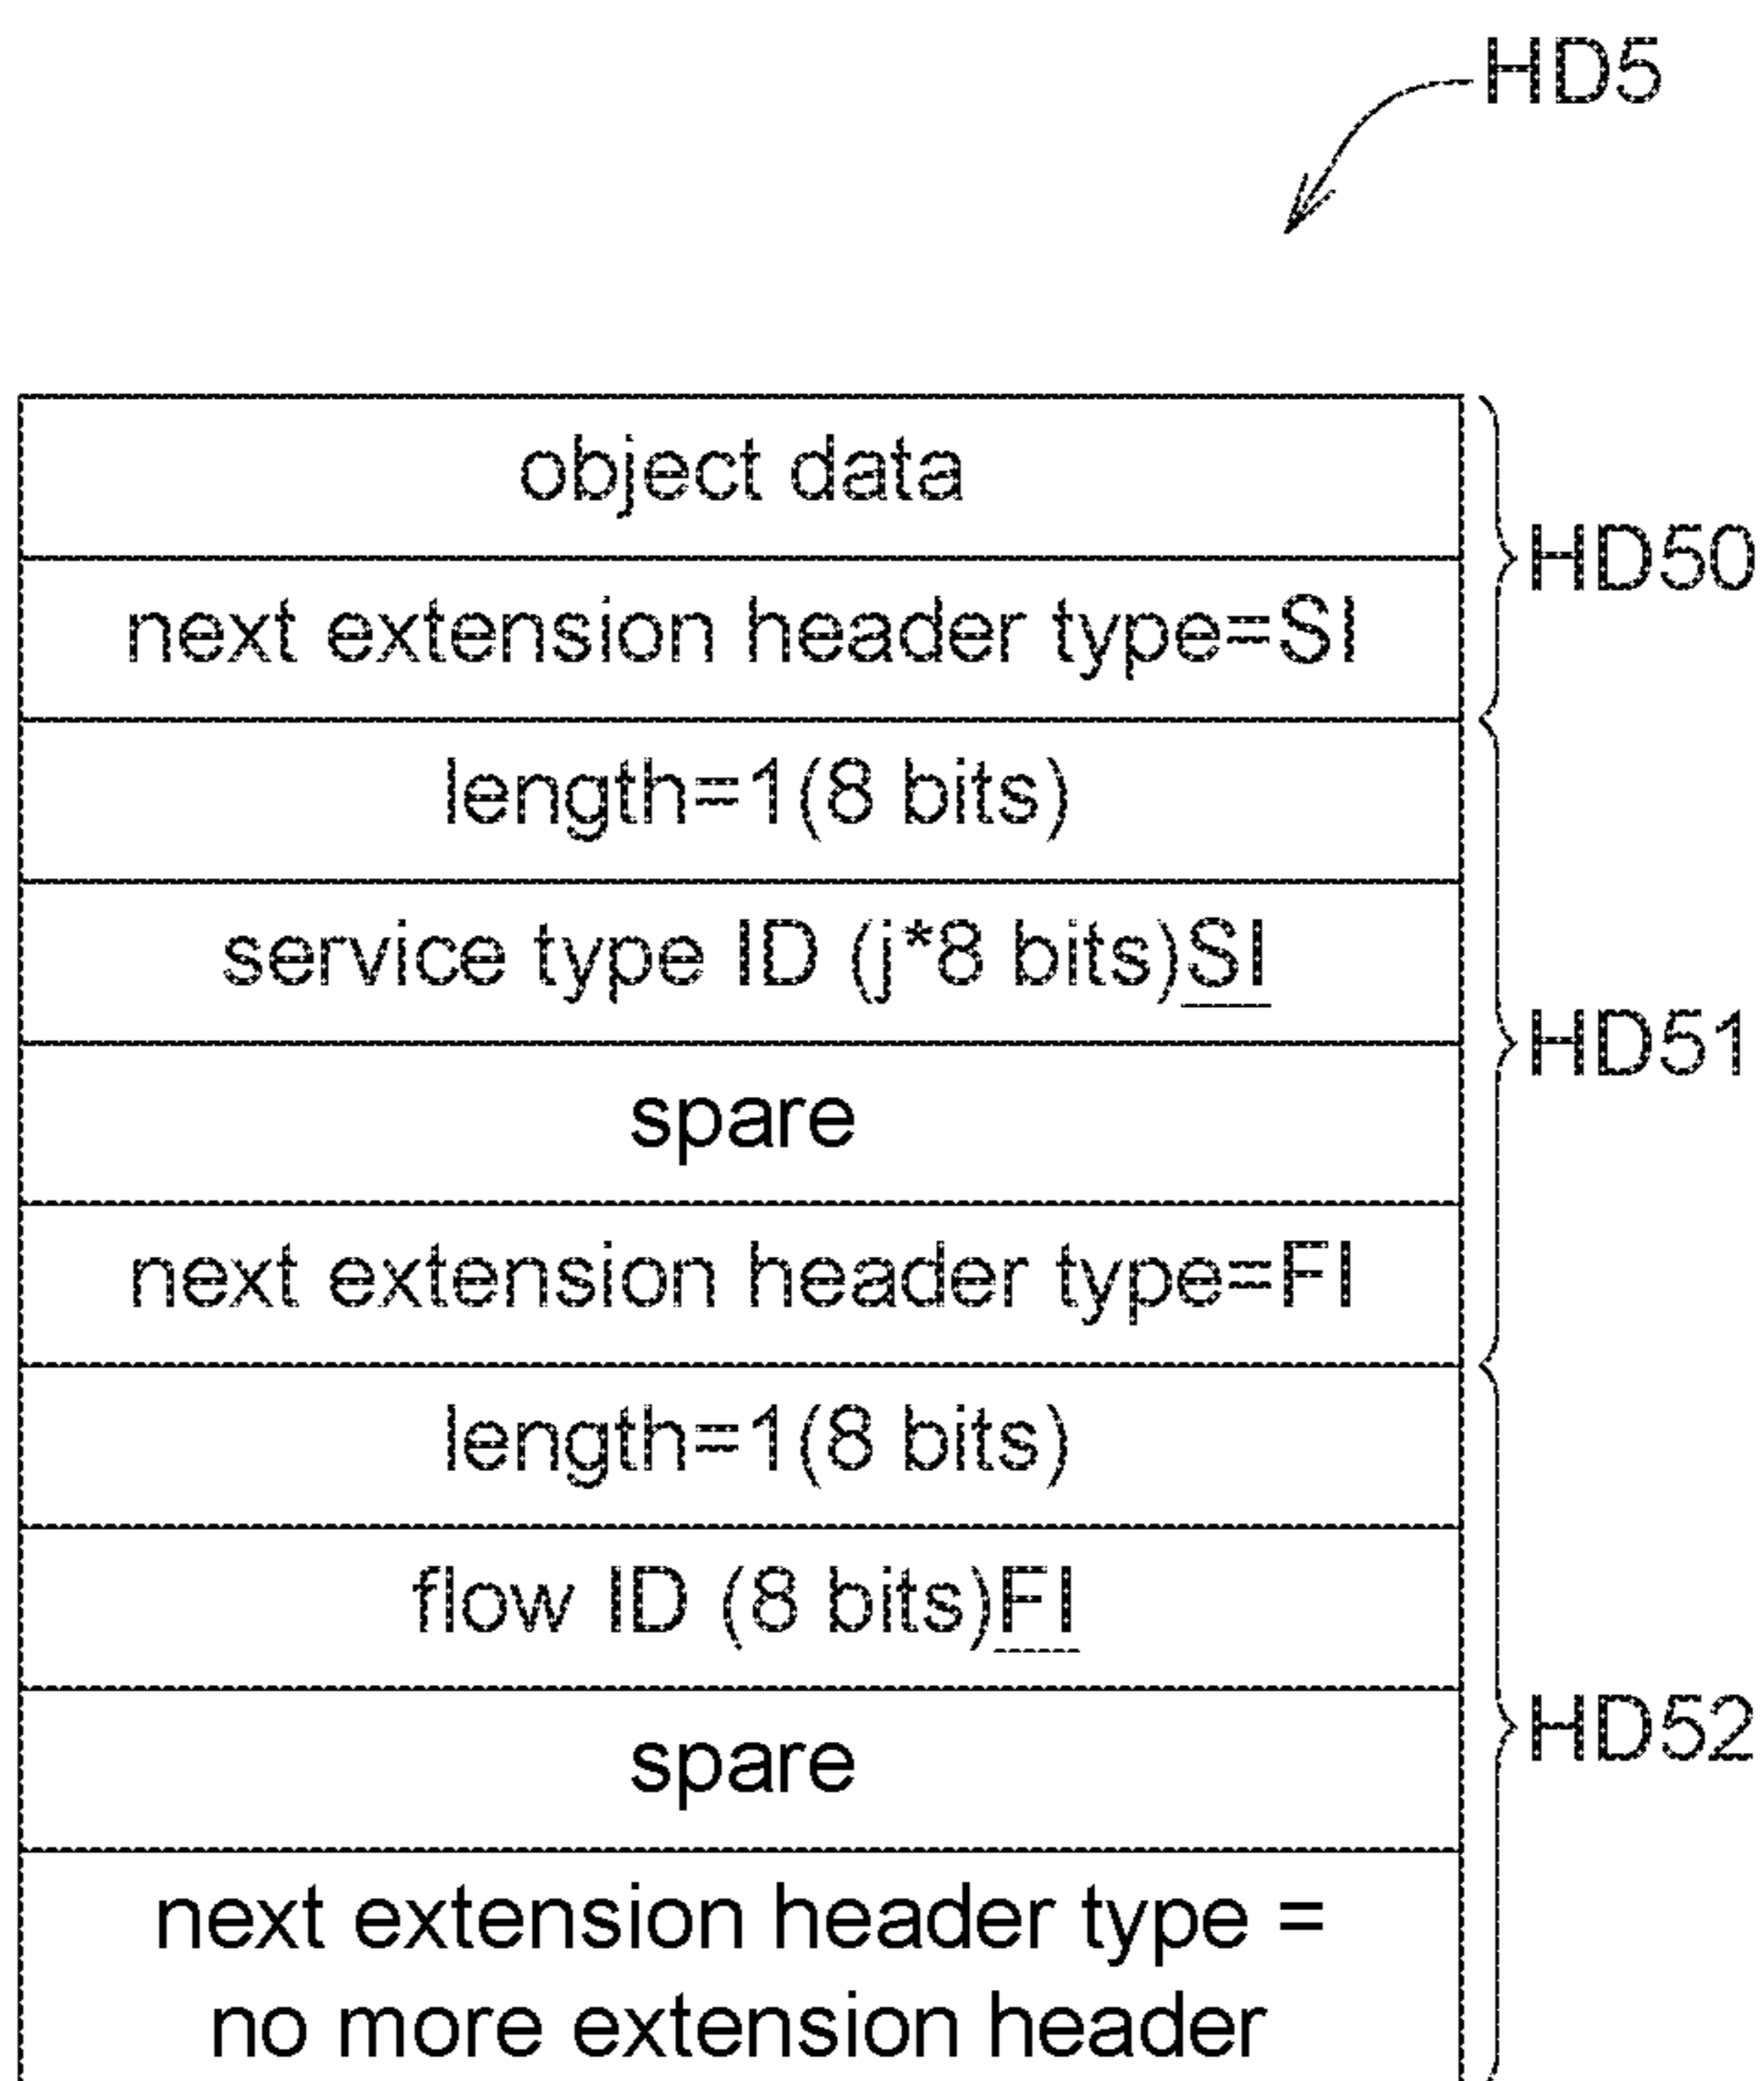 HD5
object data
HD50
next extension header type=SI
length=1(8 bits)
service type ID (j*8 bits)SI
HD51
spare
next extension header type=FI
length=1(8 bits)
flow ID (8 bits)FI
HD52
spare
next extension header type =
no more extension header